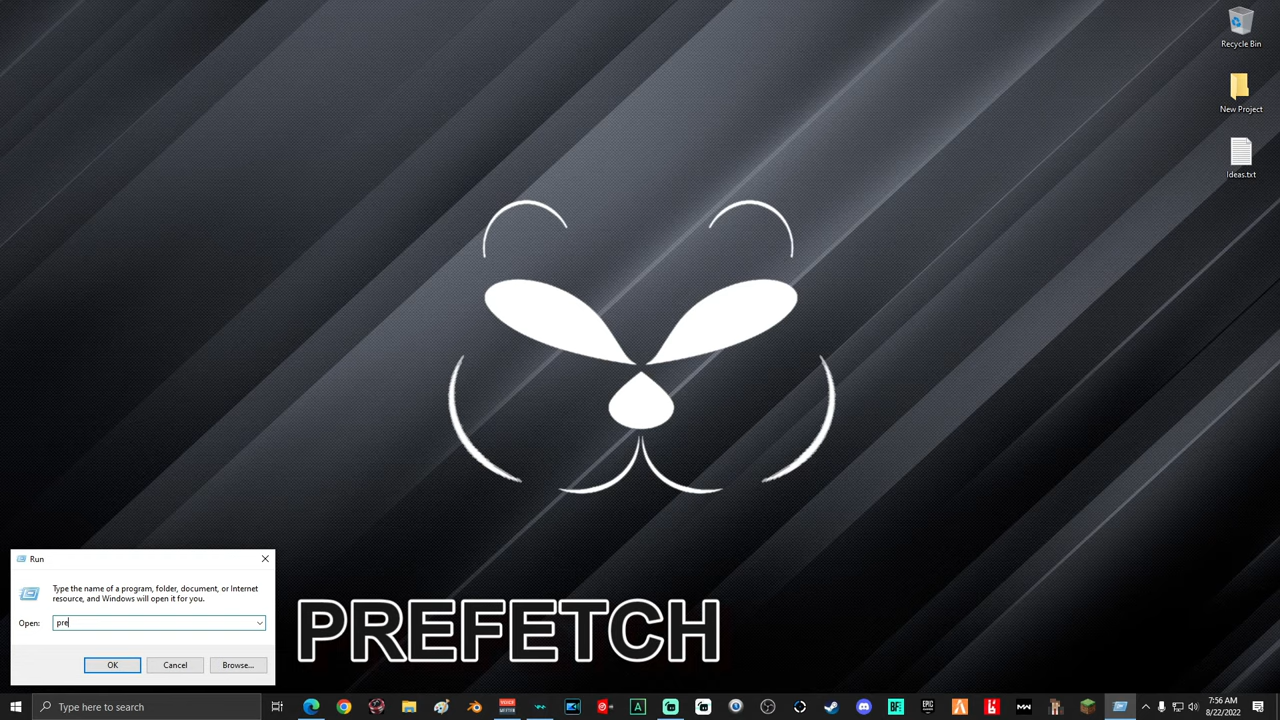 Recycle Bin
New Project
Ideas.txt
Run
Type the name of a program, folder, document, or Internet
resource, and Windows will open it for you.
Open: pre
OK Cancel Browse...
PREFETCH
Type here to search
7:56 AM
8/22/2022